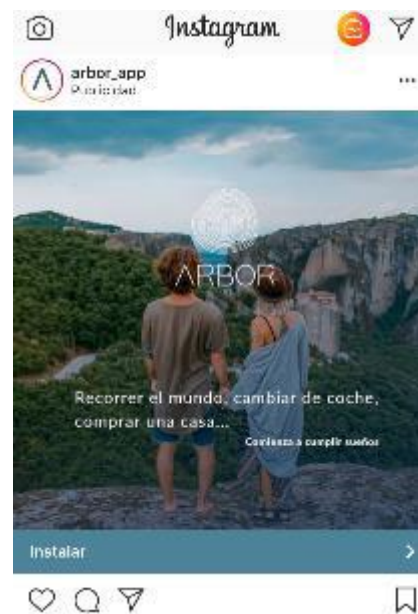 Instagram
arbor_app
Publicidad
ARBOR
Recorrer el mundo, cambiar de coche,
comprar una casa...
Comienza a cumplir sueños
Instalar